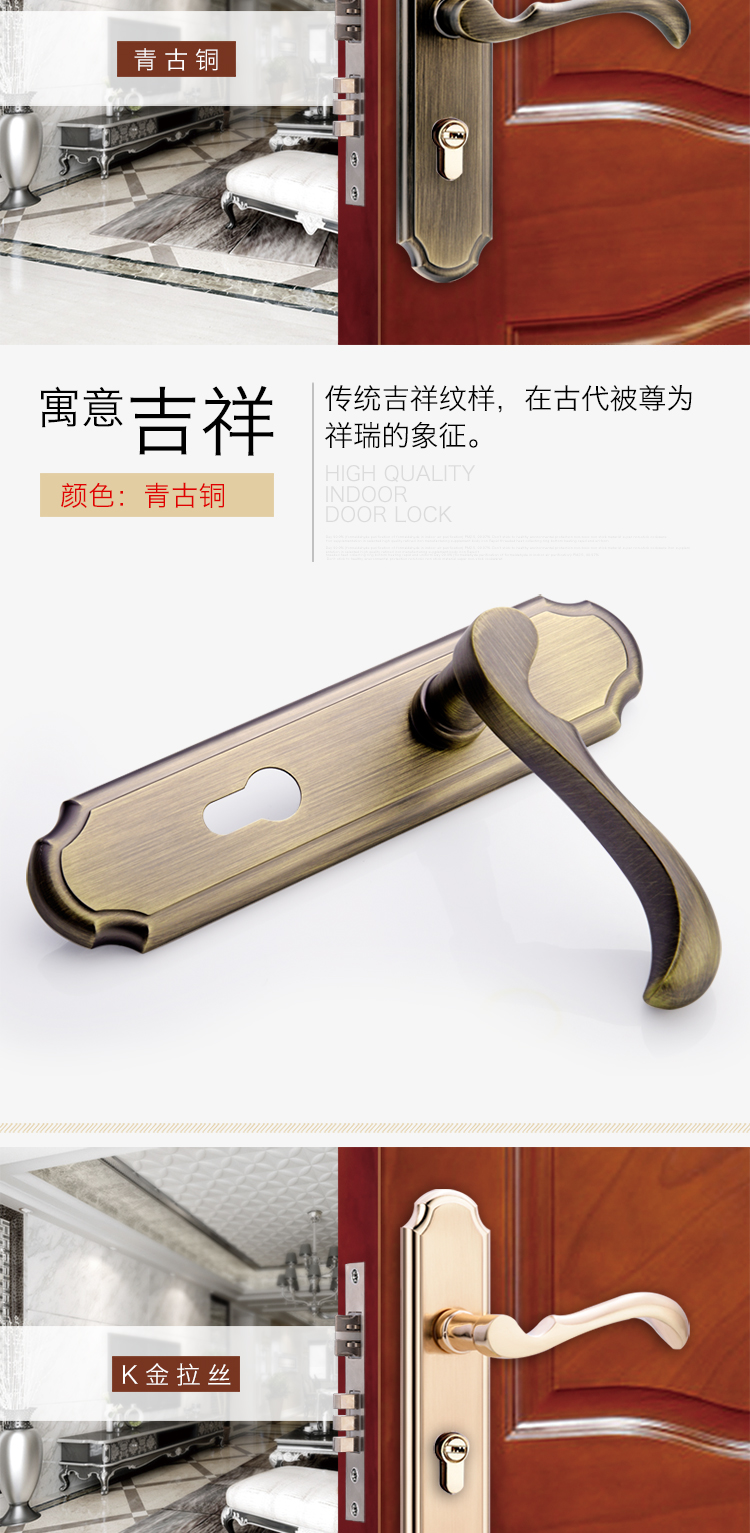 青古铜
寓意吉祥
颜色：青古铜
传统吉祥纹样，在古代被尊为
祥瑞的象征。
HIGH QUALITY
INDOOR
DOOR LOCK
K金拉丝